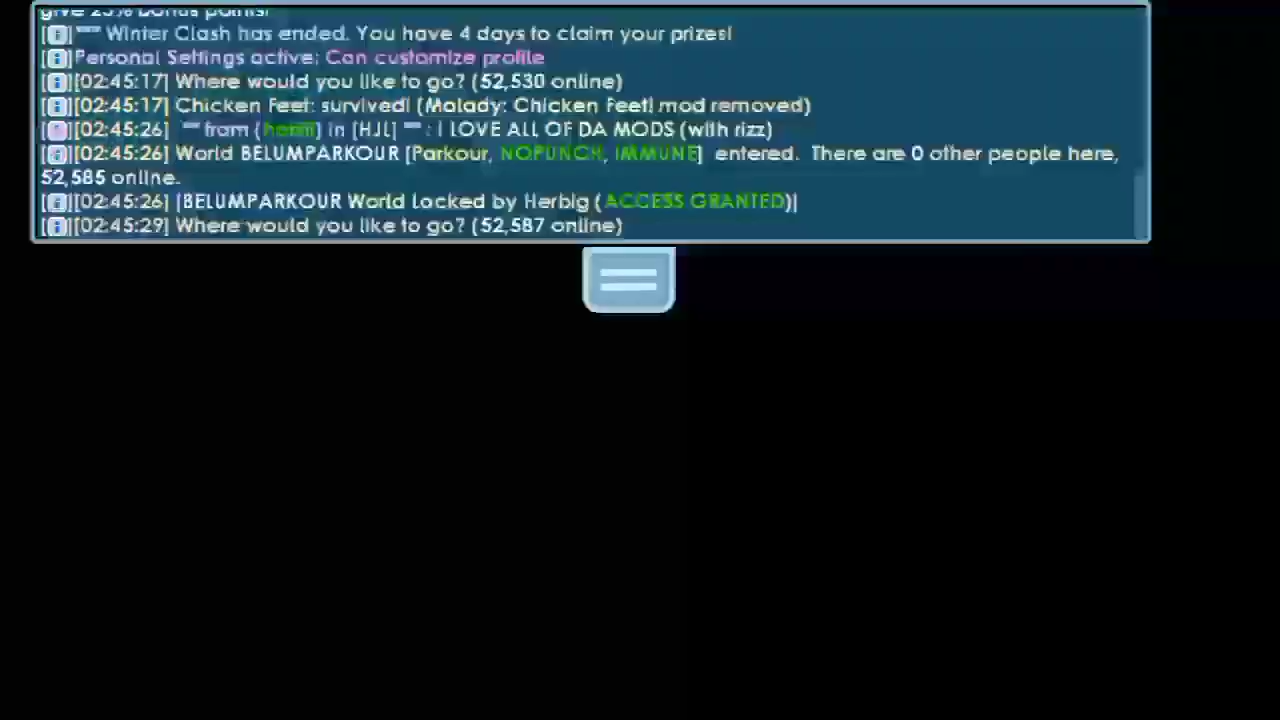 give 25% bonus points!
[i] *** Winter Clash has ended. You have 4 days to claim your prizes!
[i]Personal Settings active: Can customize profile
[i][02:45:17] Where would you like to go? (52,530 online)
[i][02:45:17] Chicken Feet: survived! (Malady: Chicken Feet! mod removed)
[02:45:26] ** from () in [HJL] ** : I LOVE ALL OF DA MODS (with rizz)
[i][02:45:26] World BELUMPARKOUR [Parkour, NOPUNCH, IMMUNE] entered. There are 0 other people here,
52,585 online.
[i][02:45:26] [BELUMPARKOUR World Locked by Herbig (ACCESS GRANTED)]
[i][02:45:29] Where would you like to go? (52,587 online)